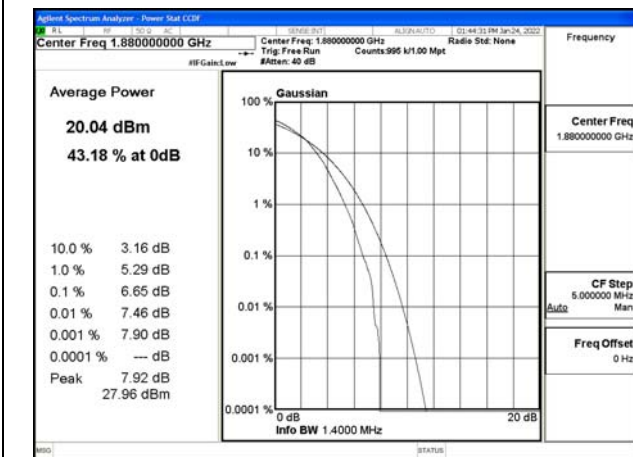 Agilent Spectrum Analyzer - Power Stat CCDF
RL RF 50 Ω AC SENSE:INT ALIGN AUTO 01:44:31 PM Jan 24, 2022
Center Freq 1.880000000 GHz
Center Freq: 1.880000000 GHz
Radio Std: None
Trig: Free Run Counts:995 k/1.00 Mpt
#IFGain:Low #Atten: 40 dB
Frequency
Average Power
20.04 dBm
43.18 % at 0dB
10.0 % 3.16 dB
1.0 % 5.29 dB
0.1 % 6.65 dB
0.01 % 7.46 dB
0.001 % 7.90 dB
0.0001 % --- dB
Peak 7.92 dB
27.96 dBm
Gaussian
100 %
10 %
1 %
0.1 %
0.01 %
0.001 %
0.0001 %
0 dB 20 dB
Info BW 1.4000 MHz
Center Freq
1.880000000 GHz
CF Step
5.000000 MHz
Auto Man
Freq Offset
0 Hz
MSG STATUS